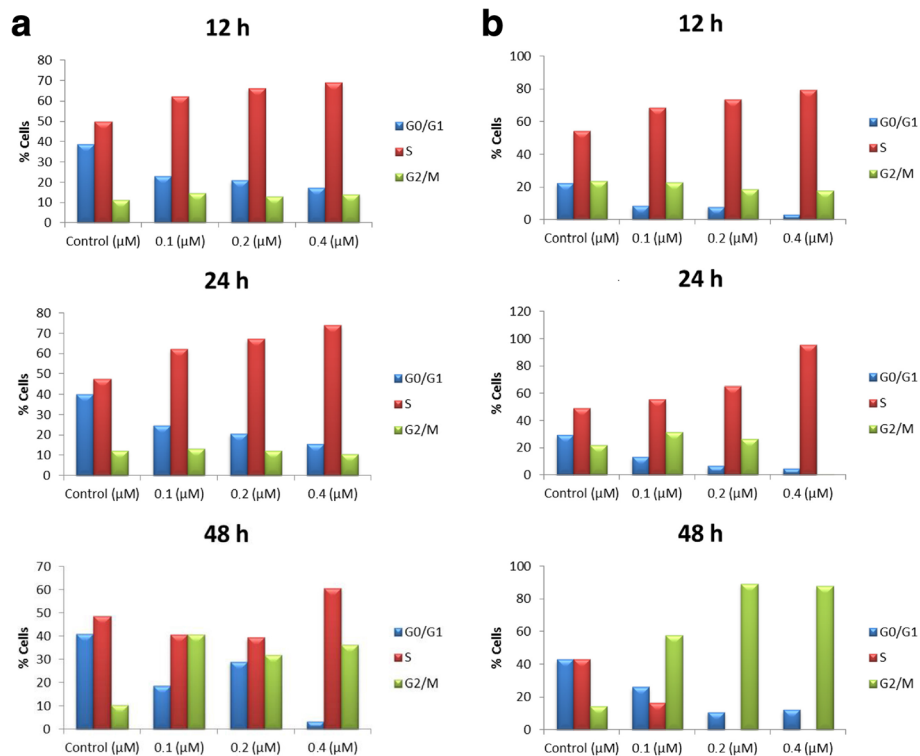 a
12 h
% Cells
80
70
60
50
40
30
20
10
0
Control (µM) 0.1 (µM) 0.2 (µM) 0.4 (µM)
G0/G1
S
G2/M
24 h
% Cells
80
70
60
50
40
30
20
10
0
Control (µM) 0.1 (µM) 0.2 (µM) 0.4 (µM)
G0/G1
S
G2/M
48 h
% Cells
70
60
50
40
30
20
10
0
Control (µM) 0.1 (µM) 0.2 (µM) 0.4 (µM)
G0/G1
S
G2/M
b
12 h
% Cells
100
80
60
40
20
0
Control (µM) 0.1 (µM) 0.2 (µM) 0.4 (µM)
G0/G1
S
G2/M
24 h
% Cells
120
100
80
60
40
20
0
Control (µM) 0.1 (µM) 0.2 (µM) 0.4 (µM)
G0/G1
S
G2/M
48 h
% Cells
100
80
60
40
20
0
Control (µM) 0.1 (µM) 0.2 (µM) 0.4 (µM)
G0/G1
S
G2/M